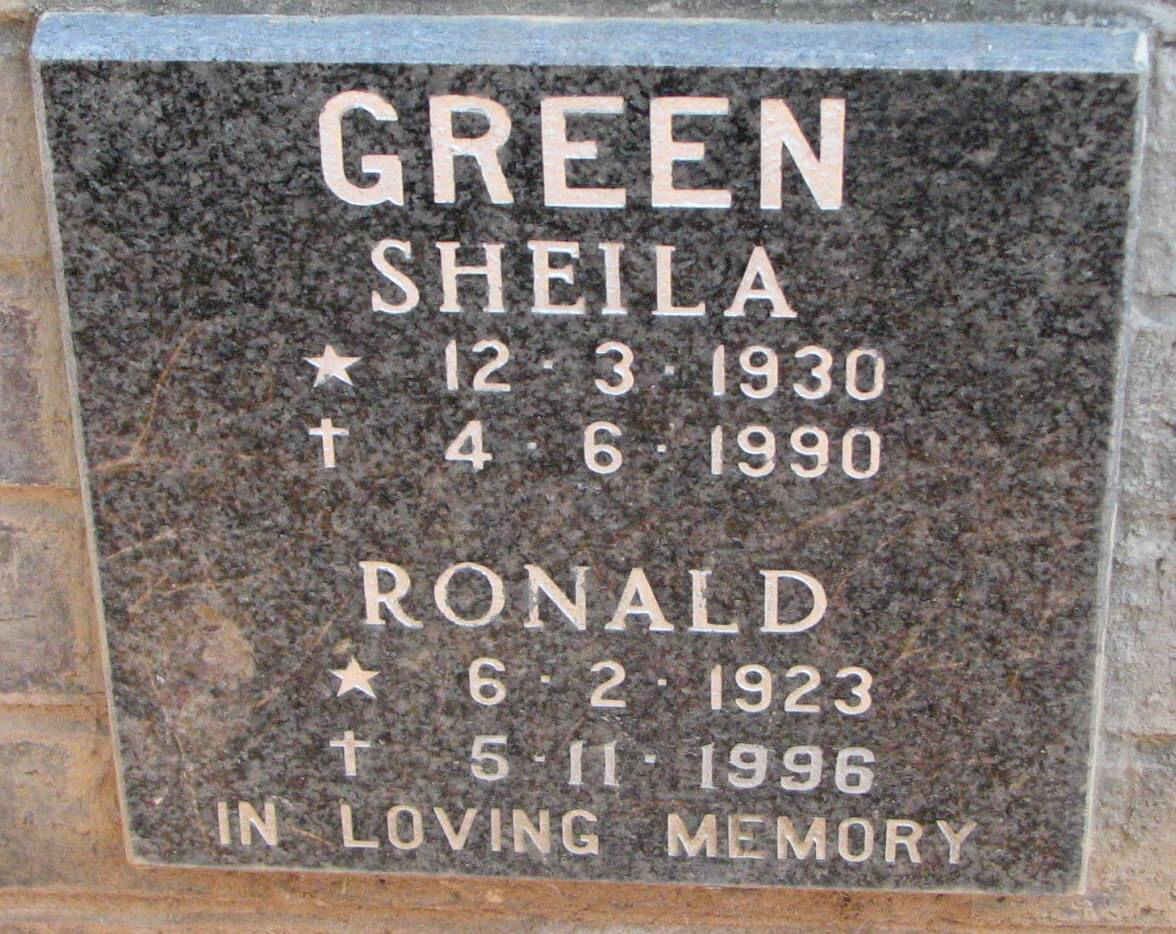 GREEN
SHEILA
★ 12 · 3 · 1930
† 4 · 6 · 1990
RONALD
★ 6 · 2 · 1923
† 5 · 11 · 1996
IN LOVING MEMORY